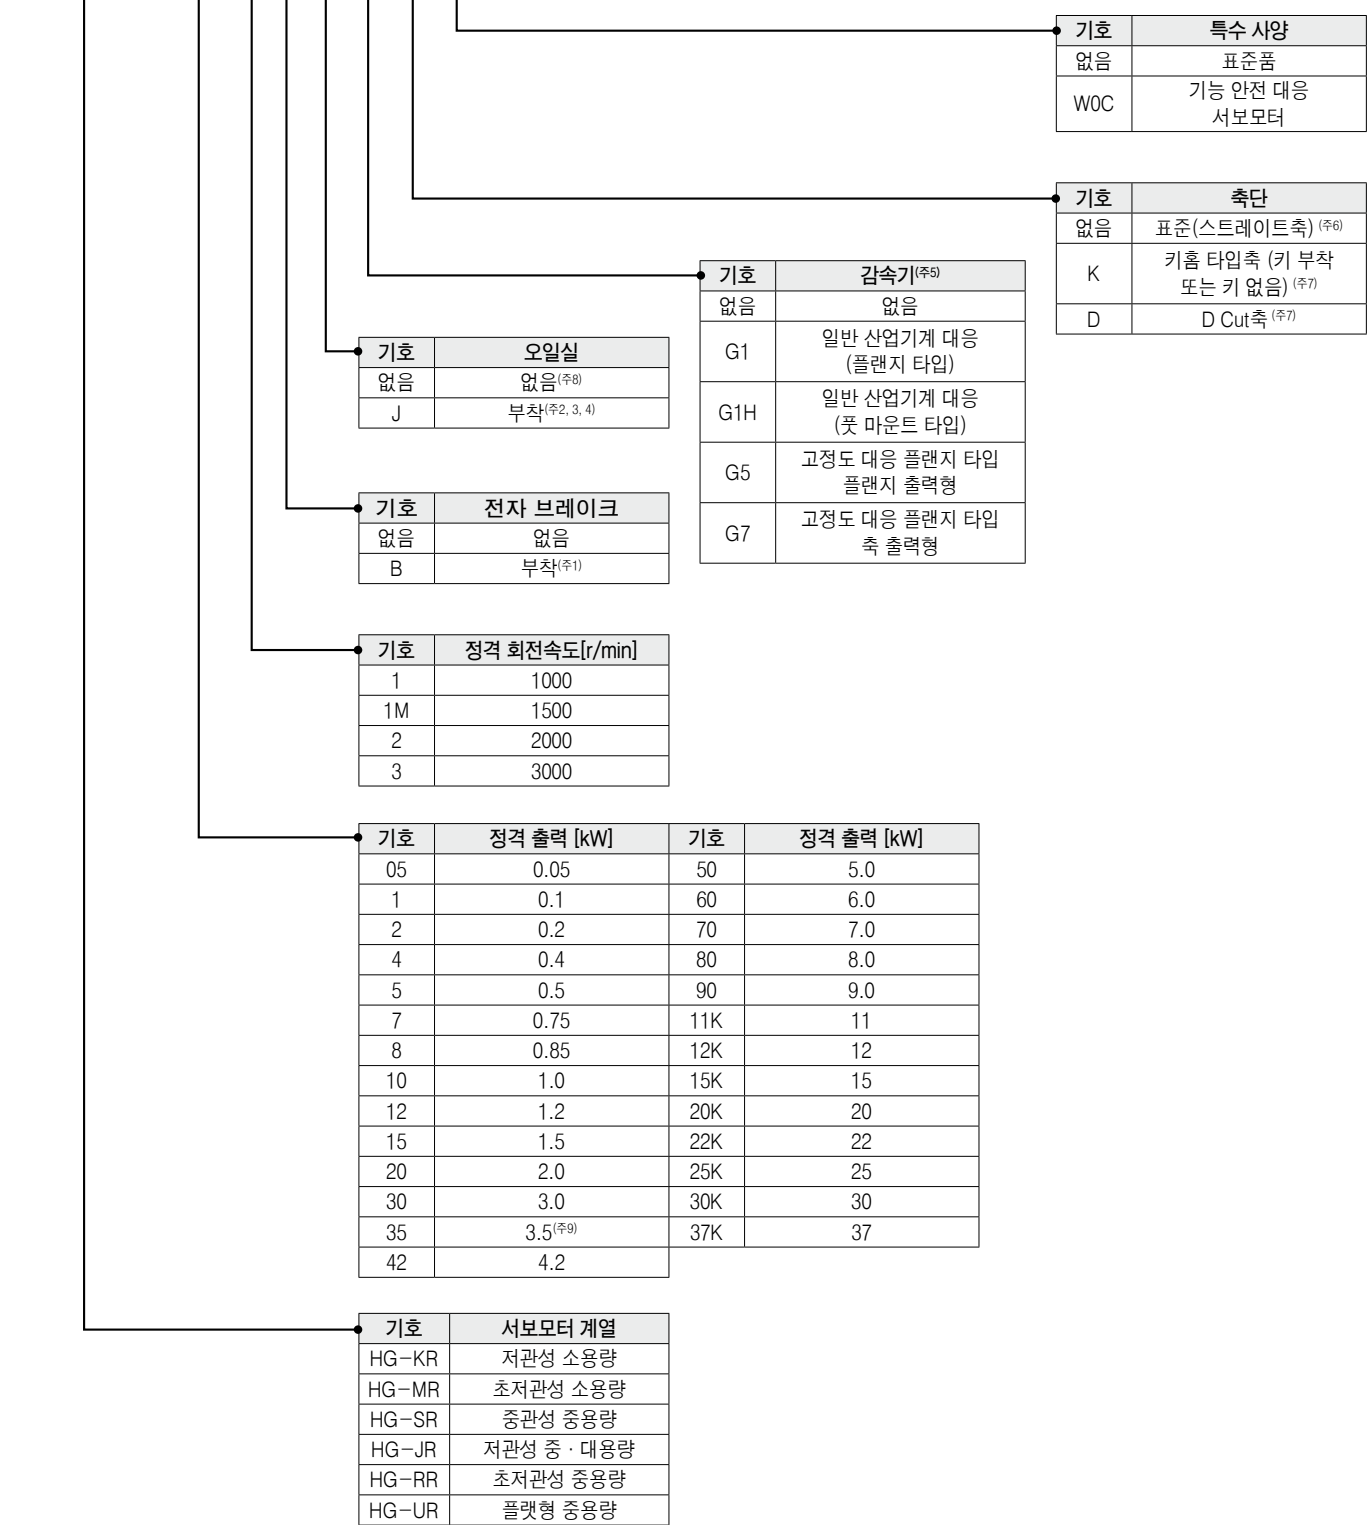 기호 특수 사양
없음 표준품
W0C 기능 안전 대응
서보모터
기호 축단
없음 표준(스트레이트축) (주6)
K 키홈 타입축 (키 부착
또는 키 없음) (주7)
D D Cut축 (주7)
기호 감속기(주5)
없음 없음
G1 일반 산업기계 대응
(플랜지 타입)
G1H 일반 산업기계 대응
(풋 마운트 타입)
G5 고정도 대응 플랜지 타입
플랜지 출력형
G7 고정도 대응 플랜지 타입
축 출력형
기호 오일실
없음 없음(주8)
J 부착(주2, 3, 4)
기호 전자 브레이크
없음 없음
B 부착(주1)
기호 정격 회전속도[r/min]
1 1000
1M 1500
2 2000
3 3000
기호 정격 출력 [kW] 기호 정격 출력 [kW]
05 0.05 50 5.0
1 0.1 60 6.0
2 0.2 70 7.0
4 0.4 80 8.0
5 0.5 90 9.0
7 0.75 11K 11
8 0.85 12K 12
10 1.0 15K 15
12 1.2 20K 20
15 1.5 22K 22
20 2.0 25K 25
30 3.0 30K 30
35 3.5(주9) 37K 37
42 4.2
기호 서보모터 계열
HG-KR 저관성 소용량
HG-MR 초저관성 소용량
HG-SR 중관성 중용량
HG-JR 저관성 중 · 대용량
HG-RR 초저관성 중용량
HG-UR 플랫형 중용량